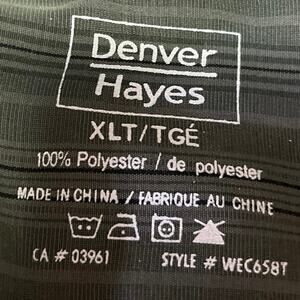 Denver
Hayes
XLT/TGÉ
100% Polyester / de polyester
MADE IN CHINA / FABRIQUE AU CHINE
CA # 03961 STYLE # WEC658T